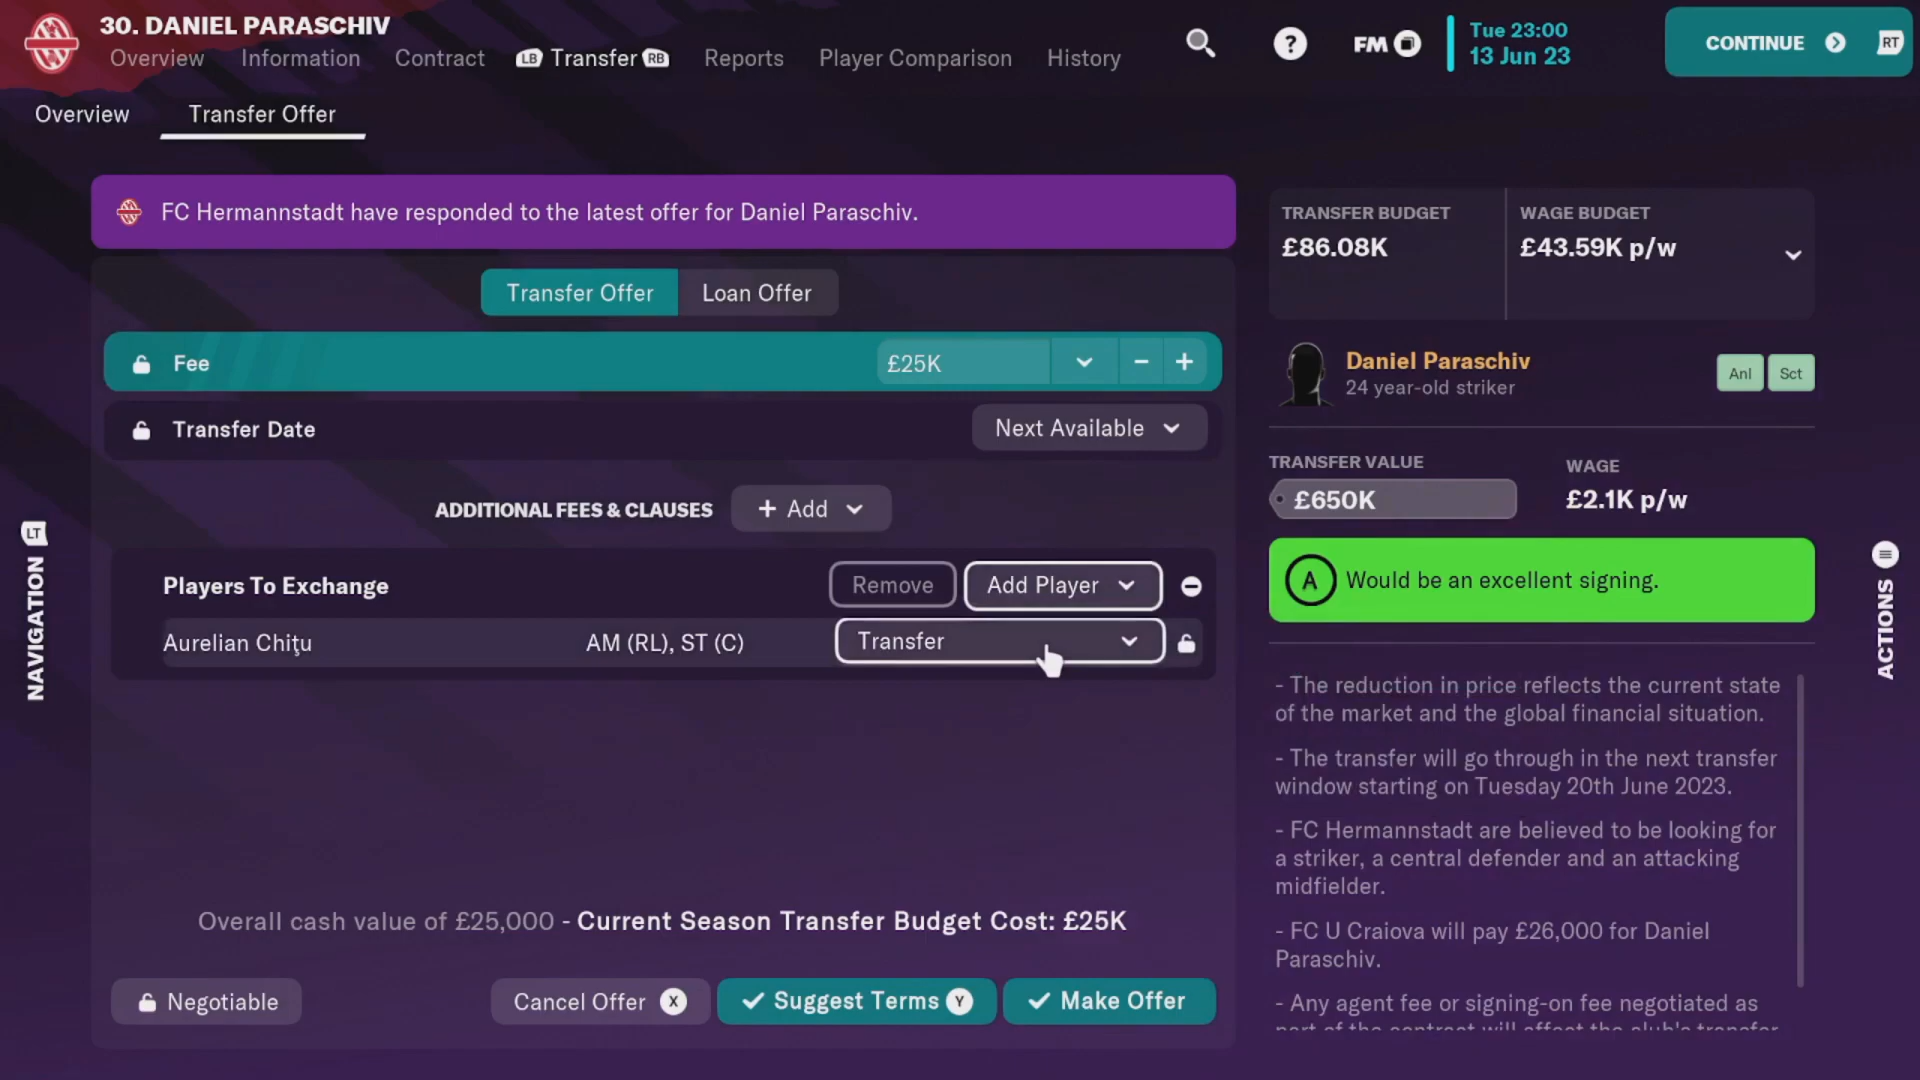 30. DANIEL PARASCHIV
Overview Information Contract LB Transfer RB Reports Player Comparison History
? FM Tue 23:00
13 Jun 23
CONTINUE RT
Overview Transfer Offer
FC Hermannstadt have responded to the latest offer for Daniel Paraschiv.
Transfer Offer Loan Offer
Fee £25K
Transfer Date Next Available
ADDITIONAL FEES & CLAUSES + Add
Players To Exchange Remove Add Player
Aurelian Chițu AM (RL), ST (C) Transfer
Overall cash value of £25,000 - Current Season Transfer Budget Cost: £25K
Negotiable Cancel Offer X Suggest Terms Y Make Offer
LT
NAVIGATION
TRANSFER BUDGET WAGE BUDGET
£86.08K £43.59K p/w
Daniel Paraschiv
24 year-old striker
Anl Sct
TRANSFER VALUE WAGE
£650K £2.1K p/w
A Would be an excellent signing.
- The reduction in price reflects the current state
of the market and the global financial situation.
- The transfer will go through in the next transfer
window starting on Tuesday 20th June 2023.
- FC Hermannstadt are believed to be looking for
a striker, a central defender and an attacking
midfielder.
- FC U Craiova will pay £26,000 for Daniel
Paraschiv.
- Any agent fee or signing-on fee negotiated as
part of the contract will affect the club's transfer
ACTIONS